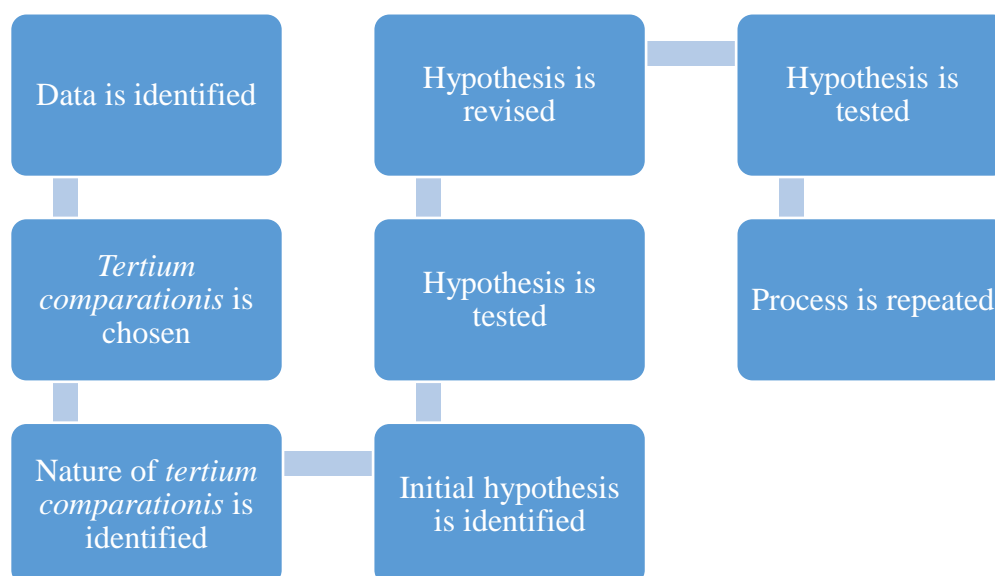 Data is identified
Tertium
comparationis is
chosen
Nature of tertium
comparationis is
identified
Initial hypothesis
is identified
Hypothesis is
tested
Hypothesis is
revised
Hypothesis is
tested
Process is repeated